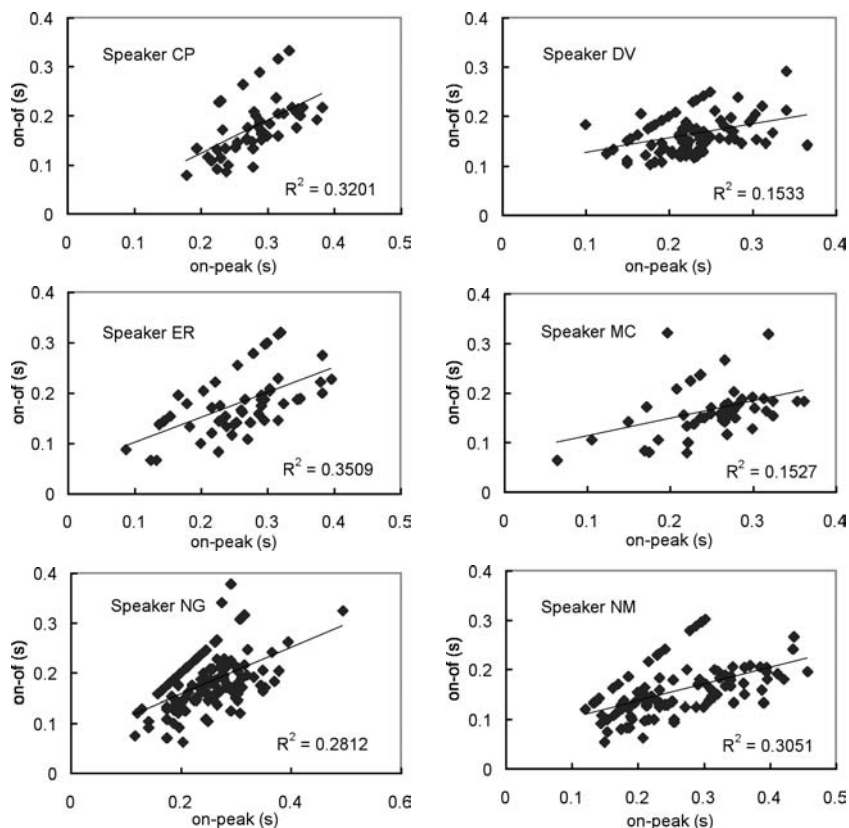 0.4
0.3
0.2
0.1
0
on-of (s)
Speaker CP
R² = 0.3201
0 0.1 0.2 0.3 0.4 0.5
on-peak (s)
0.4
0.3
0.2
0.1
0
on-of (s)
Speaker DV
R² = 0.1533
0 0.1 0.2 0.3 0.4
on-peak (s)
0.4
0.3
0.2
0.1
0
on-of (s)
Speaker ER
R² = 0.3509
0 0.1 0.2 0.3 0.4 0.5
on-peak (s)
0.4
0.3
0.2
0.1
0
on-of (s)
Speaker MC
R² = 0.1527
0 0.1 0.2 0.3 0.4
on-peak (s)
0.4
0.3
0.2
0.1
0
on-of (s)
Speaker NG
R² = 0.2812
0 0.2 0.4 0.6
on-peak (s)
0.4
0.3
0.2
0.1
0
on-of (s)
Speaker NM
R² = 0.3051
0 0.1 0.2 0.3 0.4 0.5
on-peak (s)